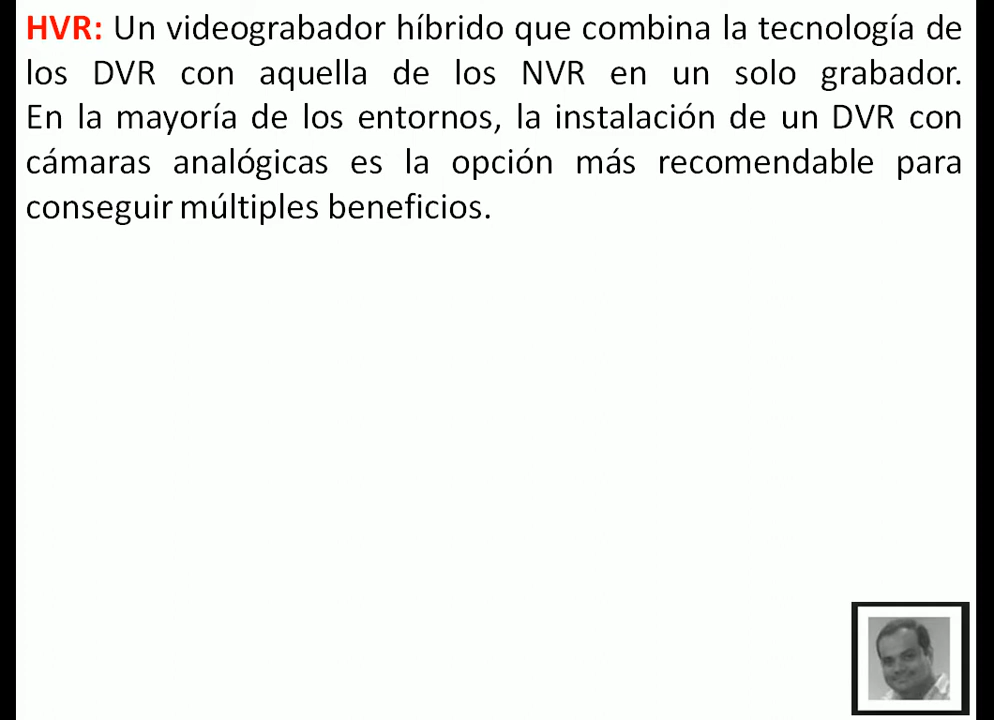 HVR: Un videograbador híbrido que combina la tecnología de
los DVR con aquella de los NVR en un solo grabador.
En la mayoría de los entornos, la instalación de un DVR con
cámaras analógicas es la opción más recomendable para
conseguir múltiples beneficios.